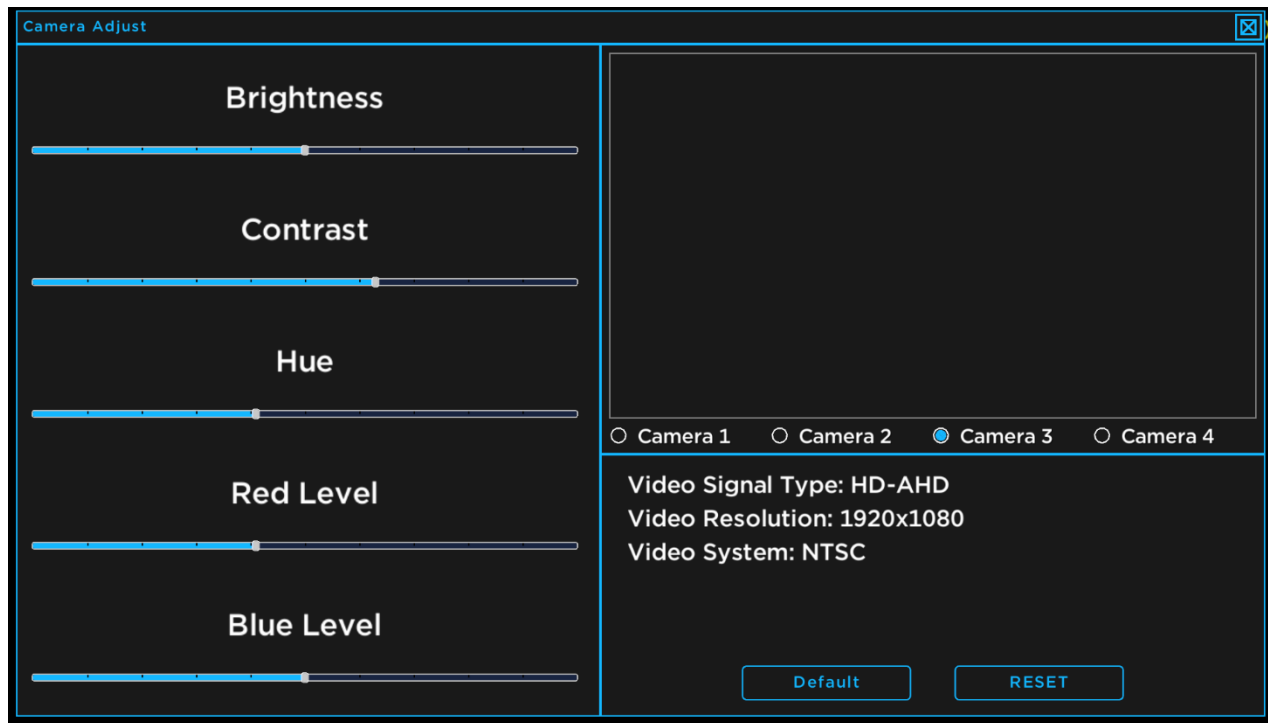 Camera Adjust
Brightness
Contrast
Hue
Red Level
Blue Level
Camera 1 Camera 2 Camera 3 Camera 4
Video Signal Type: HD-AHD
Video Resolution: 1920x1080
Video System: NTSC
Default RESET